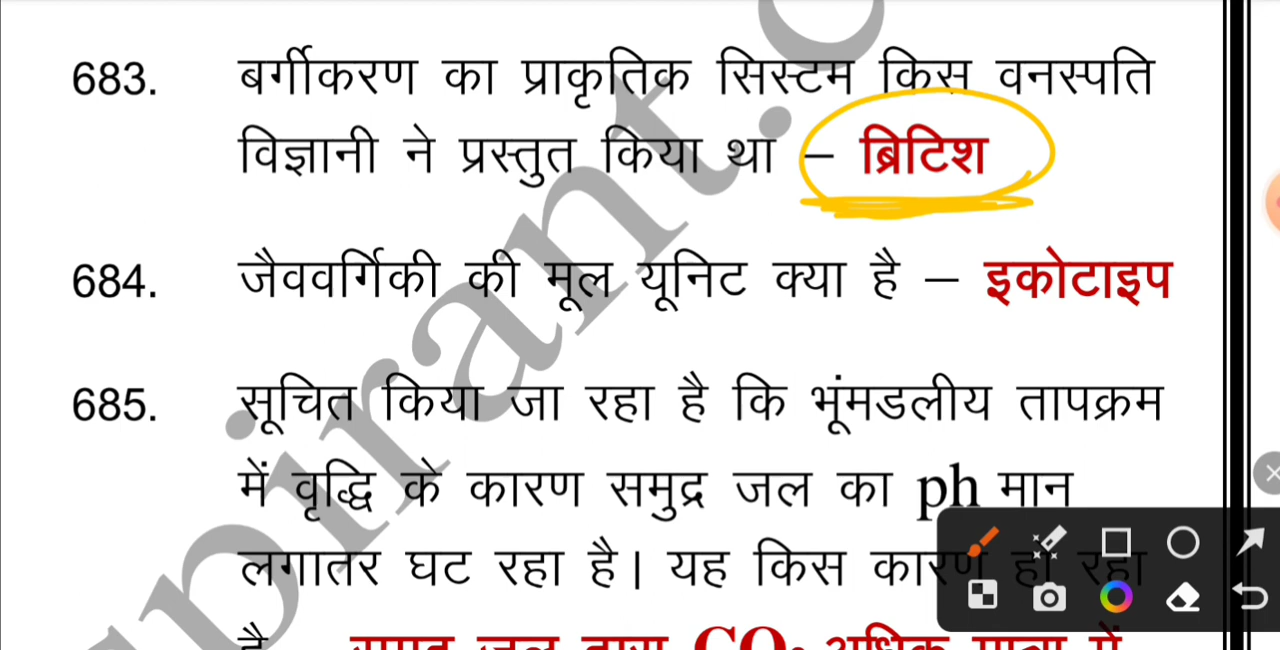 683. बर्गीकरण का प्राकृतिक सिस्टम किस वनस्पति
विज्ञानी ने प्रस्तुत किया था – ब्रिटिश
684. जैववर्गिकी की मूल यूनिट क्या है – इकोटाइप
685. सूचित किया जा रहा है कि भूंमडलीय तापक्रम
में वृद्धि के कारण समुद्र जल का ph मान
लगातर घट रहा है। यह किस कारण हो रहा
है
pirant.c